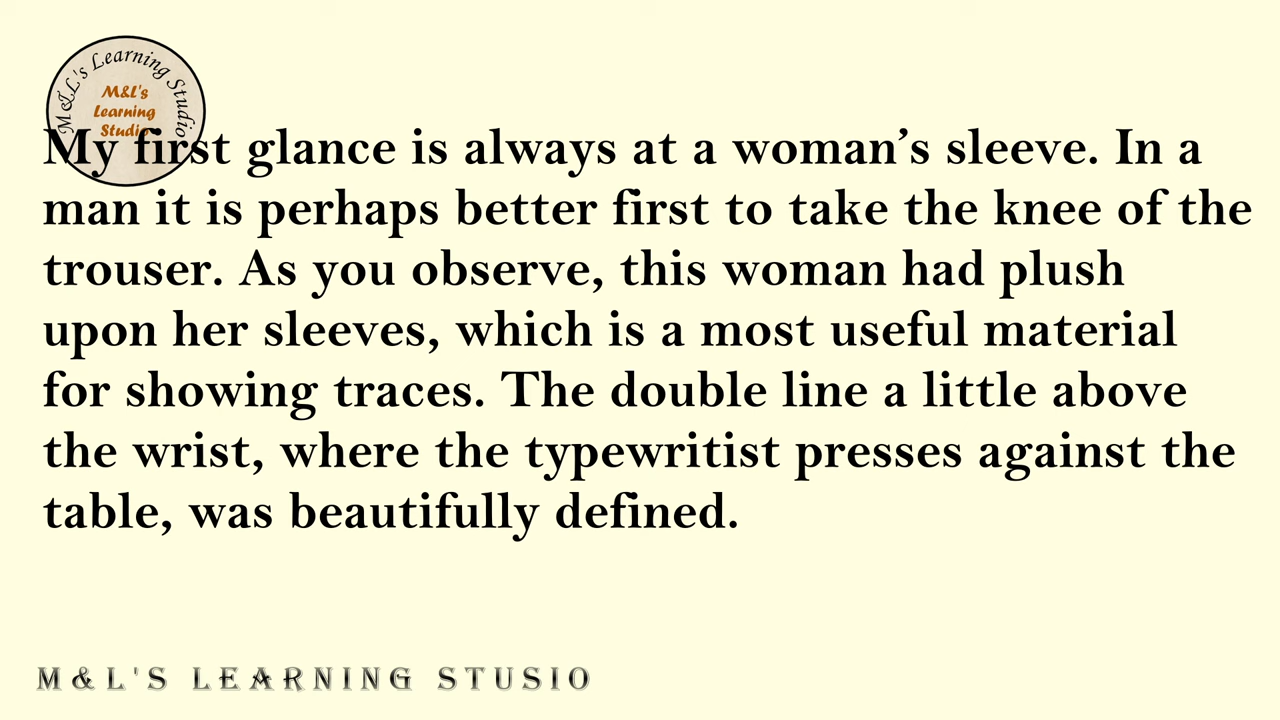 M&L's Learning Studio
M&L's
Learning
Studio
My first glance is always at a woman’s sleeve. In a
man it is perhaps better first to take the knee of the
trouser. As you observe, this woman had plush
upon her sleeves, which is a most useful material
for showing traces. The double line a little above
the wrist, where the typewritist presses against the
table, was beautifully defined.
M&L'S LEARNING STUSIO